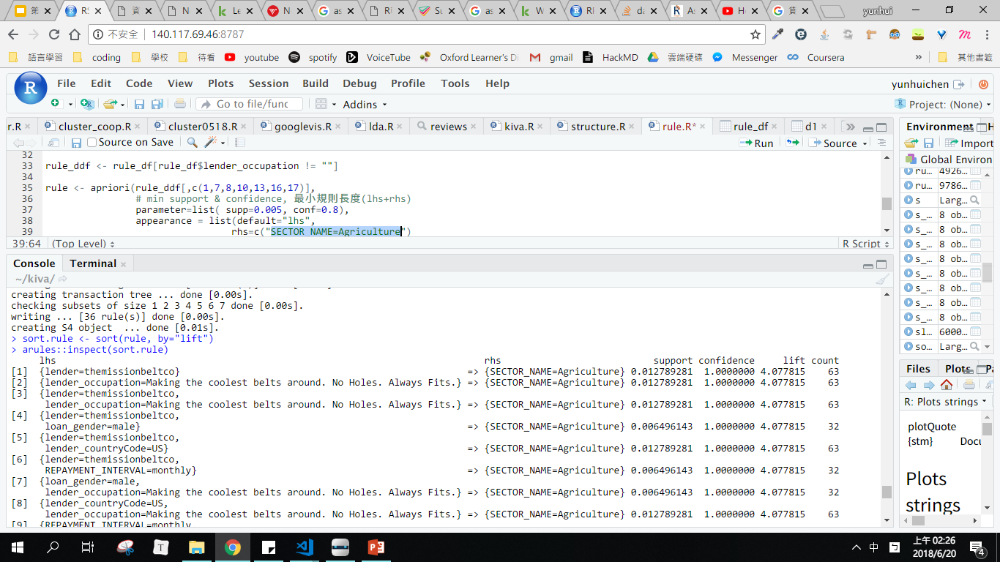 第 RS 資 N Le N as Ri Su as W RI da As Ho 貨 yunhui
不安全 | 140.117.69.46:8787
語言學習 coding 學校 待看 youtube spotify VoiceTube Oxford Learner's Di gmail HackMD 雲端硬碟 Messenger Coursera » 其他書籤
File Edit Code View Plots Session Build Debug Profile Tools Help yunhuichen
Go to file/func Addins Project: (None)
r.R cluster_coop.R cluster0518.R googlevis.R lda.R reviews kiva.R structure.R rule.R* rule_df d1
Source on Save Run Source
32
33 rule_ddf <- rule_df[rule_df$lender_occupation != ""]
34
35 rule <- apriori(rule_ddf[,c(1,7,8,10,13,16,17)],
36 # min support & confidence, 最小規則長度(lhs+rhs)
37 parameter=list( supp=0.005, conf=0.8),
38 appearance = list(default="lhs",
39 rhs=c("SECTOR_NAME=Agriculture")
39:64 (Top Level) R Script
Console Terminal
~/kiva/
creating transaction tree ... done [0.00s].
checking subsets of size 1 2 3 4 5 6 7 done [0.00s].
writing ... [36 rule(s)] done [0.00s].
creating S4 object  ... done [0.01s].
> sort.rule <- sort(rule, by="lift")
> arules::inspect(sort.rule)
lhs rhs support confidence lift count
[1] {lender=themissionbeltco} => {SECTOR_NAME=Agriculture} 0.012789281 1.0000000 4.077815 63
[2] {lender_occupation=Making the coolest belts around. No Holes. Always Fits.} => {SECTOR_NAME=Agriculture} 0.012789281 1.0000000 4.077815 63
[3] {lender=themissionbeltco,
lender_occupation=Making the coolest belts around. No Holes. Always Fits.} => {SECTOR_NAME=Agriculture} 0.012789281 1.0000000 4.077815 63
[4] {lender=themissionbeltco,
loan_gender=male} => {SECTOR_NAME=Agriculture} 0.006496143 1.0000000 4.077815 32
[5] {lender=themissionbeltco,
lender_countryCode=US} => {SECTOR_NAME=Agriculture} 0.012789281 1.0000000 4.077815 63
[6] {lender=themissionbeltco,
REPAYMENT_INTERVAL=monthly} => {SECTOR_NAME=Agriculture} 0.006496143 1.0000000 4.077815 32
[7] {loan_gender=male,
lender_occupation=Making the coolest belts around. No Holes. Always Fits.} => {SECTOR_NAME=Agriculture} 0.006496143 1.0000000 4.077815 32
[8] {lender_countryCode=US,
lender_occupation=Making the coolest belts around. No Holes. Always Fits.} => {SECTOR_NAME=Agriculture} 0.012789281 1.0000000 4.077815 63
[9] {REPAYMENT_INTERVAL=monthly,
Environment H
Import
Global Environ
ru... 4926...
ru... 9786...
s Larg...
s_... 8 ob...
s_... 8 ob...
s_... 8 ob...
s_... 8 ob...
s_... 8 ob...
s_... 8 ob...
s_... 8 ob...
s_... 8 ob...
sl... 6000...
so... Larg...
Files Plots Pa
R: Plots strings
plotQuote
{stm} Docu
Plots
strings
中 上午 02:26
2018/6/20 4